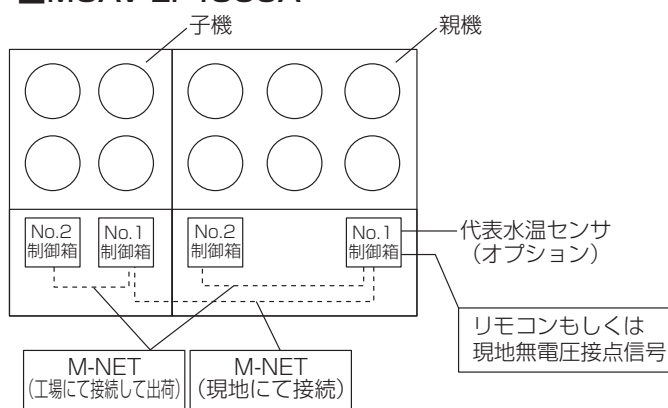 子機
親機
No.2
制御箱
No.1
制御箱
No.2
制御箱
No.1
制御箱
代表水温センサ
（オプション）
リモコンもしくは
現地無電圧接点信号
M-NET
（工場にて接続して出荷）
M-NET
（現地にて接続）